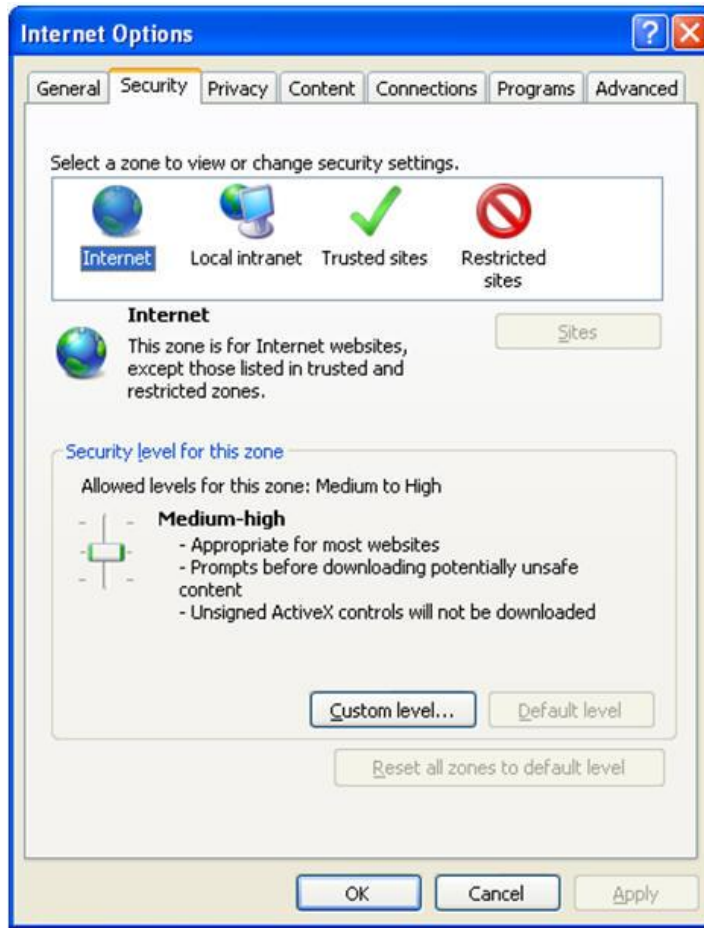 Internet Options
General Security Privacy Content Connections Programs Advanced
Select a zone to view or change security settings.
Internet Local intranet Trusted sites Restricted
sites
Internet
Sites
This zone is for Internet websites,
except those listed in trusted and
restricted zones.
Security level for this zone
Allowed levels for this zone: Medium to High
Medium-high
- Appropriate for most websites
- Prompts before downloading potentially unsafe
content
- Unsigned ActiveX controls will not be downloaded
Custom level... Default level
Reset all zones to default level
OK Cancel Apply